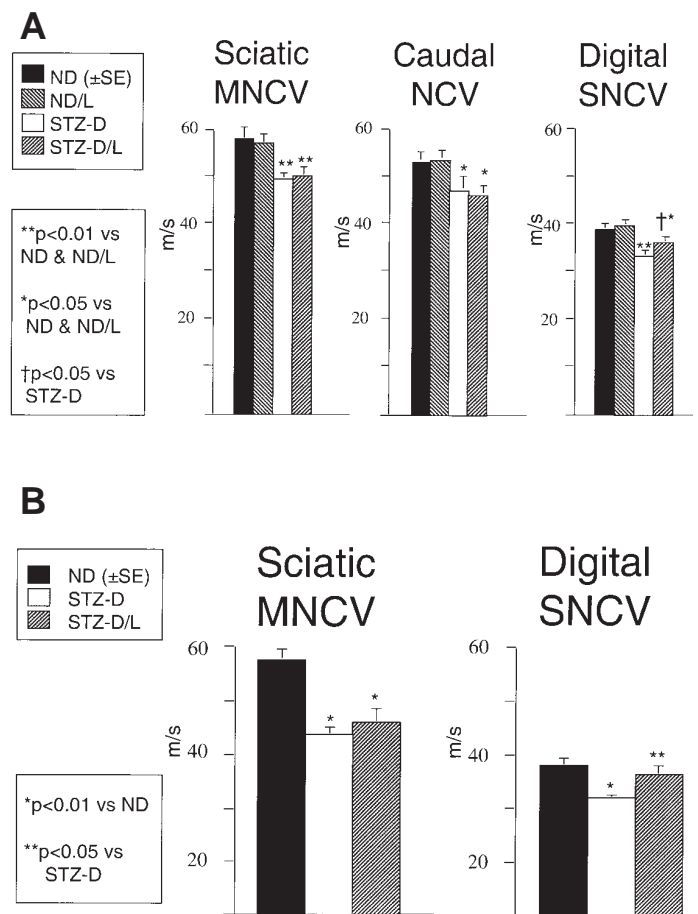 A
ND (±SE)
ND/L
STZ-D
STZ-D/L
**p<0.01 vs
ND & ND/L
*p<0.05 vs
ND & ND/L
†p<0.05 vs
STZ-D
Sciatic
MNCV
60
40
20
m/s
** **
Caudal
NCV
60
40
20
m/s
* *
Digital
SNCV
60
40
20
m/s
** †*
B
ND (±SE)
STZ-D
STZ-D/L
*p<0.01 vs ND
**p<0.05 vs
STZ-D
Sciatic
MNCV
60
40
20
m/s
* *
Digital
SNCV
60
40
20
m/s
* **